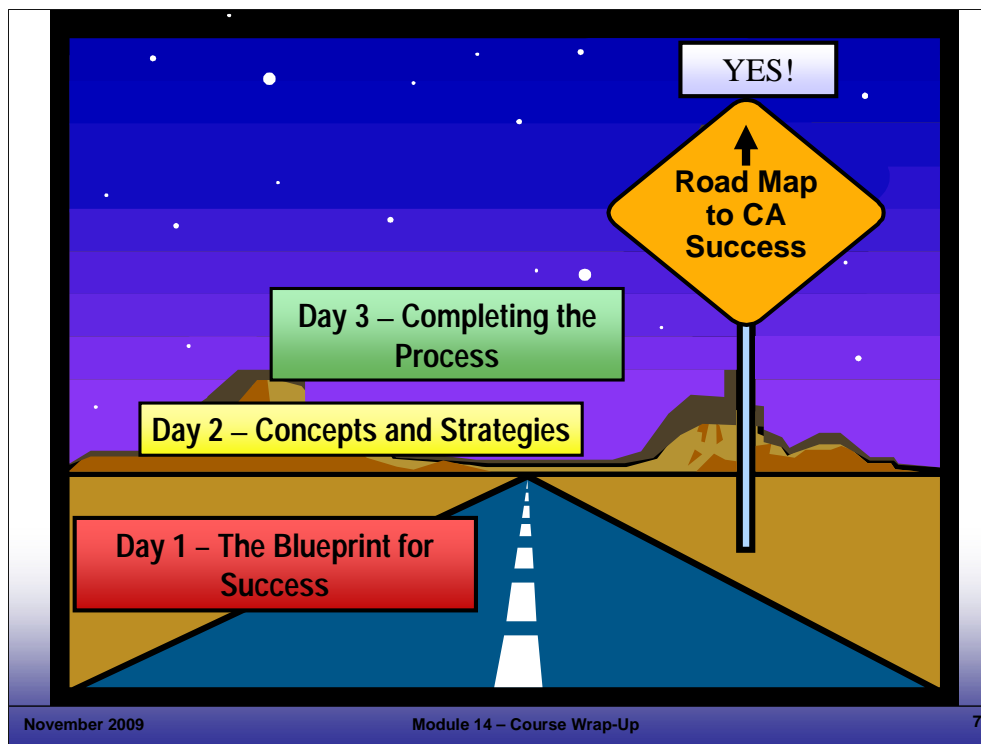 YES!
Road Map
to CA
Success
Day 3 – Completing the
Process
Day 2 – Concepts and Strategies
Day 1 – The Blueprint for
Success
November 2009
Module 14 – Course Wrap-Up
7